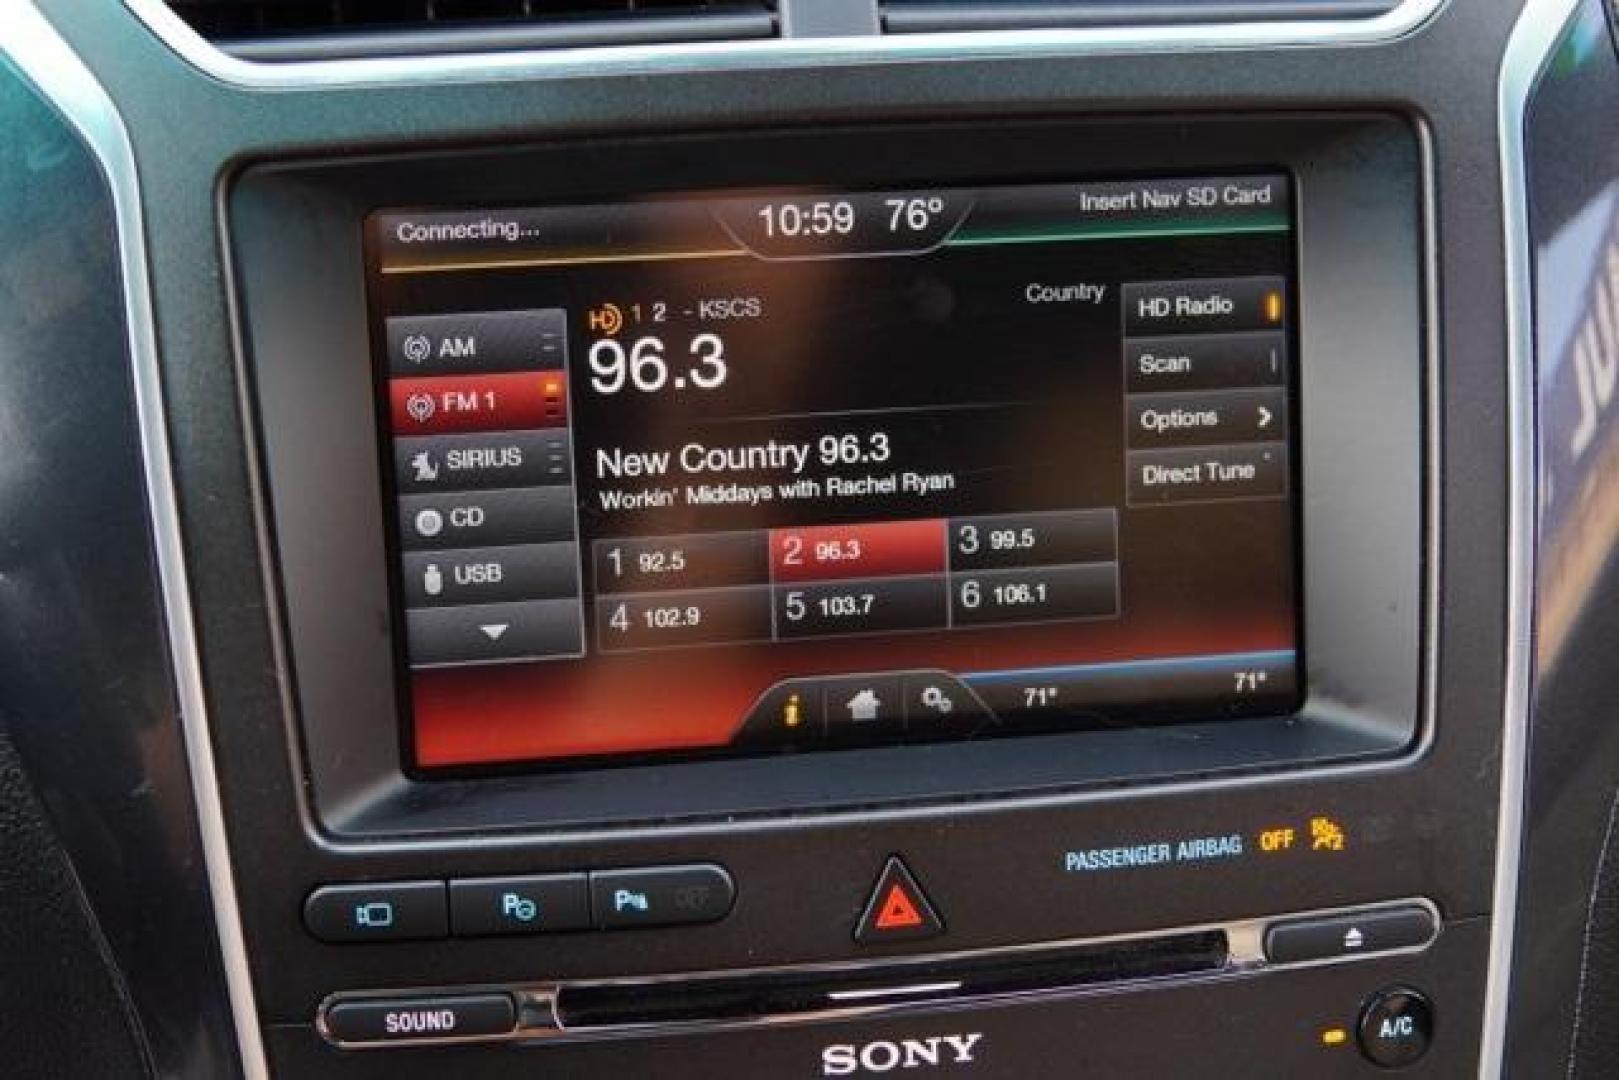 Connecting...
10:59 76°
Insert Nav SD Card
AM
FM 1
SIRIUS
CD
USB
HD 1 2 - KSCS
Country
96.3
New Country 96.3
Workin' Middays with Rachel Ryan
1 92.5
2 96.3
3 99.5
4 102.9
5 103.7
6 106.1
HD Radio
Scan
Options
Direct Tune
71°
71°
PASSENGER AIRBAG OFF
P
P OFF
SOUND
SONY
A/C